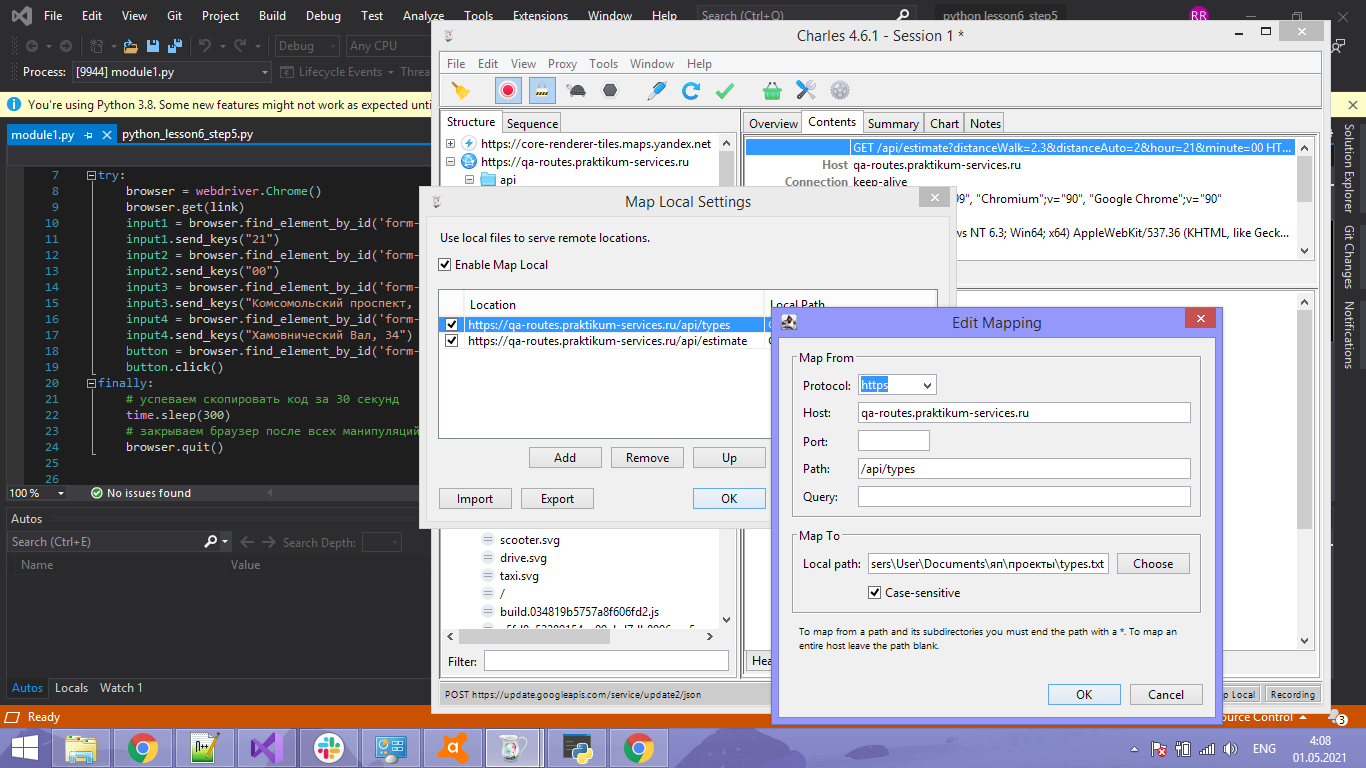 File Edit View Git Project Build Debug Test Analyze Tools Extensions Window Help Search (Ctrl+Q) python lesson6_step5 RR
Debug Any CPU
Process: [9944] module1.py Lifecycle Events
You're using Python 3.8. Some new features might not work as expected
module1.py python_lesson6_step5.py
7 try:
8 browser = webdriver.Chrome()
9 browser.get(link)
10 input1 = browser.find_element_by_id('form-
11 input1.send_keys("21")
12 input2 = browser.find_element_by_id('form-
13 input2.send_keys("00")
14 input3 = browser.find_element_by_id('form-
15 input3.send_keys("Комсомольский проспект,
16 input4 = browser.find_element_by_id('form-
17 input4.send_keys("Хамовнический Вал, 34")
18 button = browser.find_element_by_id('form-
19 button.click()
20 finally:
21 # успеваем скопировать код за 30 секунд
22 time.sleep(300)
23 # закрываем браузер после всех манипуляций
24 browser.quit()
25
26
100 % No issues found
Autos
Search (Ctrl+E) Search Depth:
Name Value
Autos Locals Watch 1
Ready
Solution Explorer
Git Changes
Notifications
Charles 4.6.1 - Session 1 *
File Edit View Proxy Tools Window Help
Structure Sequence
https://core-renderer-tiles.maps.yandex.net
https://qa-routes.praktikum-services.ru
api
scooter.svg
drive.svg
taxi.svg
/
build.034819b5757a8f606fd2.js
Filter:
POST https://update.googleapis.com/service/update2/json
Recording
Overview Contents Summary Chart Notes
GET /api/estimate?distanceWalk=2.3&distanceAuto=2&hour=21&minute=00 HT...
Host qa-routes.praktikum-services.ru
Connection keep-alive
99", "Chromium";v="90", "Google Chrome";v="90"
vs NT 6.3; Win64; x64) AppleWebKit/537.36 (KHTML, like Geck...
Map Local Settings
Use local files to serve remote locations.
Enable Map Local
Location Local Path
https://qa-routes.praktikum-services.ru/api/types
https://qa-routes.praktikum-services.ru/api/estimate
Add Remove Up
Import Export OK
Edit Mapping
Map From
Protocol: https
Host: qa-routes.praktikum-services.ru
Port:
Path: /api/types
Query:
Map To
Local path: sers\User\Documents\яп\проекты\types.txt Choose
Case-sensitive
To map from a path and its subdirectories you must end the path with a *. To map an
entire host leave the path blank.
OK Cancel
ource Control 3
ENG 4:08
01.05.2021